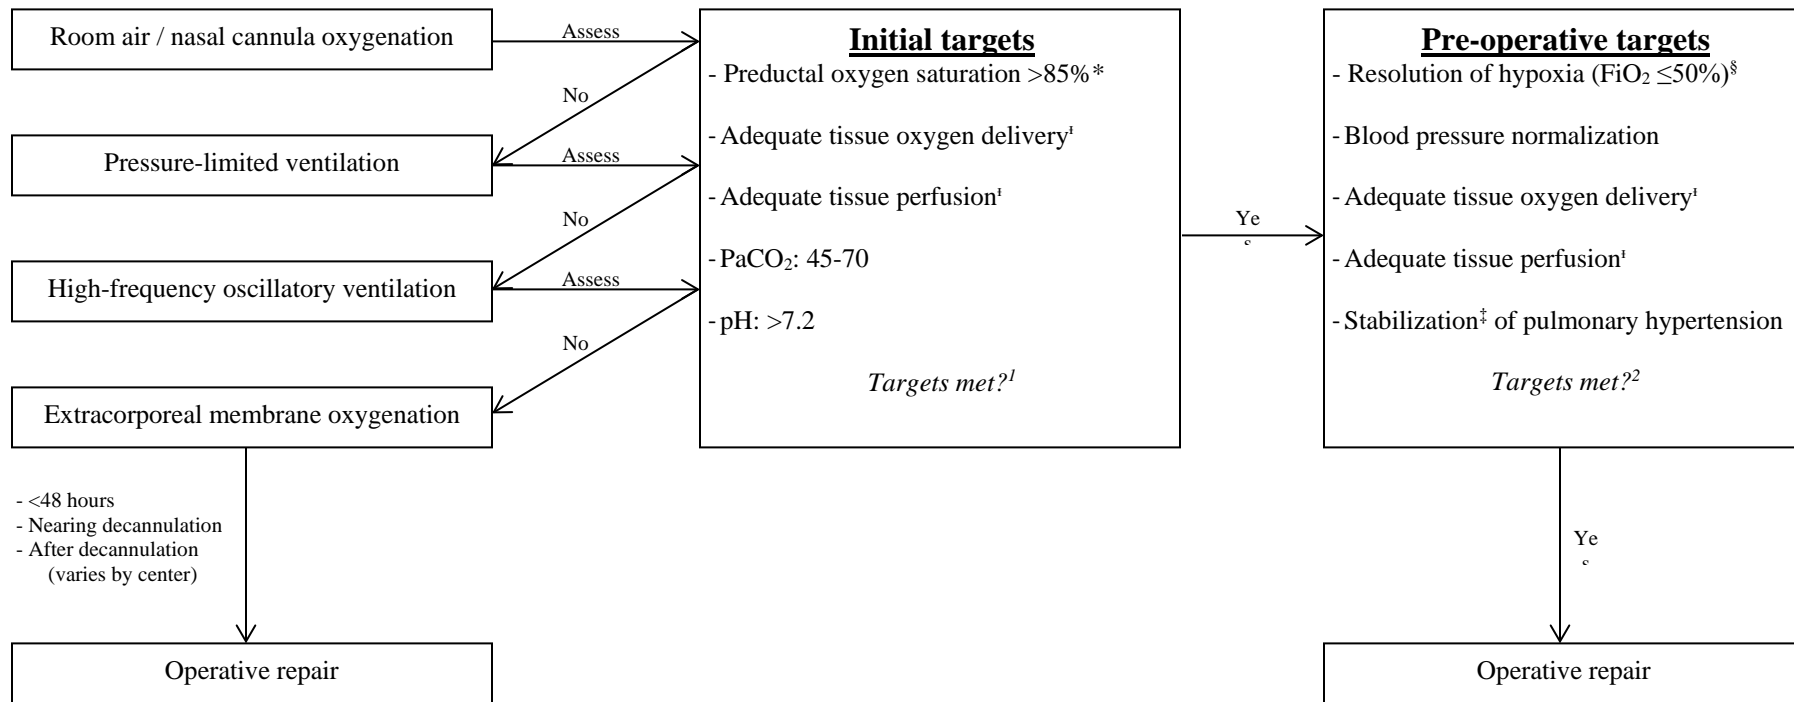 Room air / nasal cannula oxygenation
Assess
No
Pressure-limited ventilation
Assess
No
High-frequency oscillatory ventilation
Assess
No
Extracorporeal membrane oxygenation
- <48 hours
- Nearing decannulation
- After decannulation
(varies by center)
Operative repair
Initial targets
- Preductal oxygen saturation >85%*
- Adequate tissue oxygen deliveryᵻ
- Adequate tissue perfusionᵻ
- PaCO₂: 45-70
- pH: >7.2
Targets met?¹
Ye
s
Pre-operative targets
- Resolution of hypoxia (FiO₂ ≤50%)§
- Blood pressure normalization
- Adequate tissue oxygen deliveryᵻ
- Adequate tissue perfusionᵻ
- Stabilization‡ of pulmonary hypertension
Targets met?²
Ye
s
Operative repair